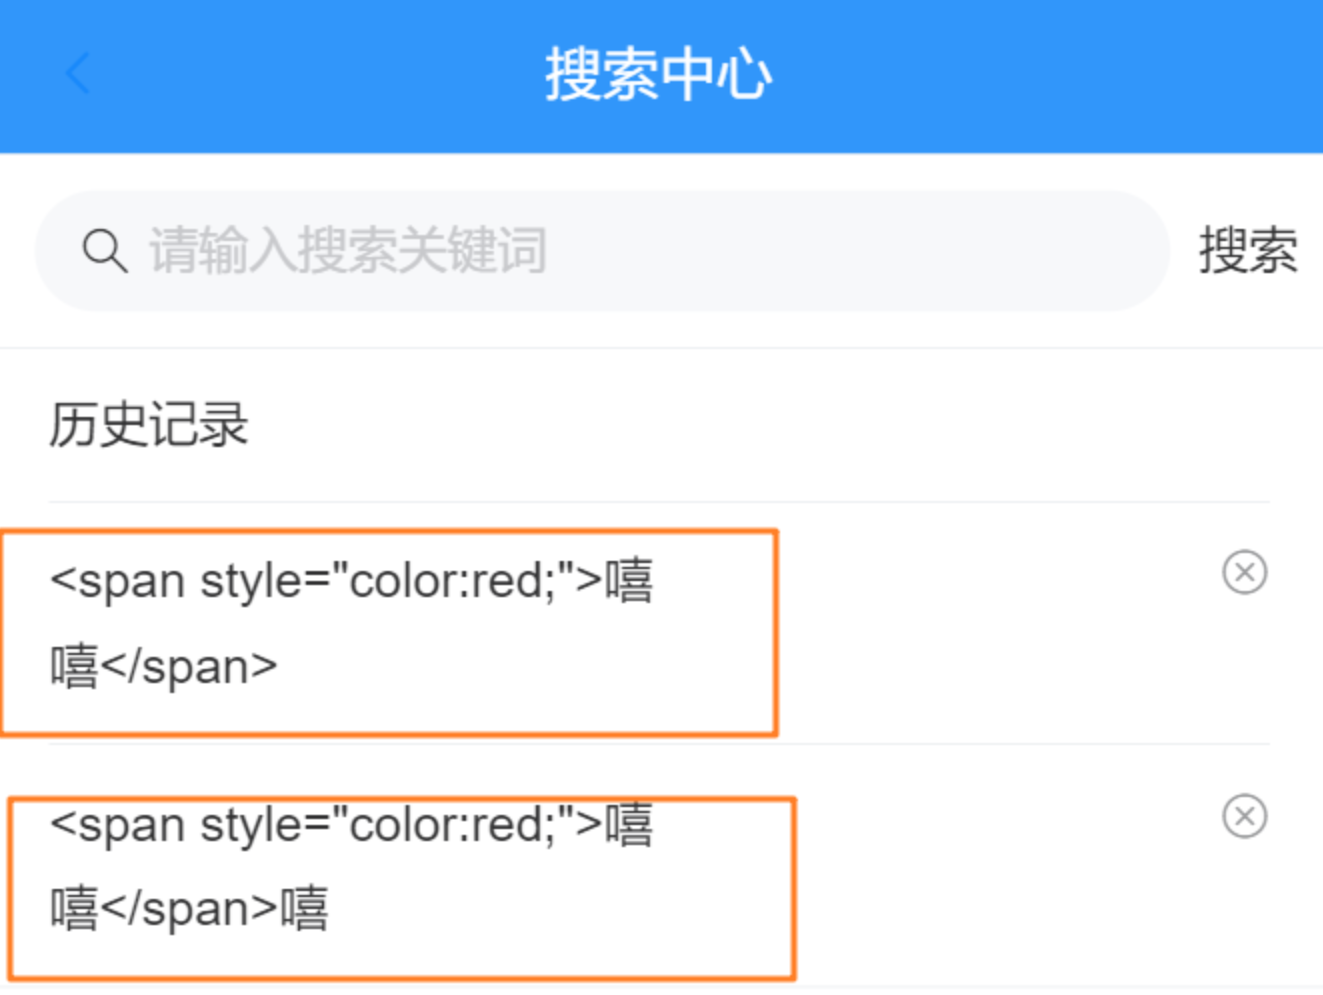 搜索中心
请输入搜索关键词 搜索
历史记录
<span style="color:red;">嘻
嘻</span>
<span style="color:red;">嘻
嘻</span>嘻